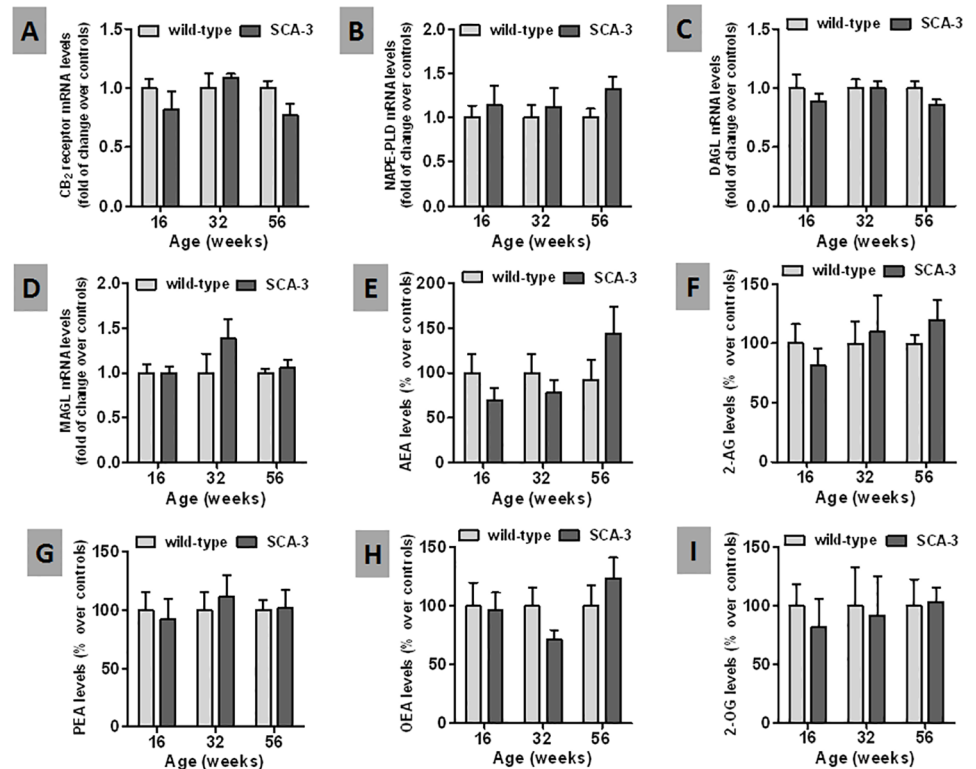 A
wild-type SCA-3
CB2 receptor mRNA levels
(fold of change over controls)
1.5
1.0
0.5
0.0
16 32 56
Age (weeks)
B
wild-type SCA-3
NAPE-PLD mRNA levels
(fold of change over controls)
2.0
1.5
1.0
0.5
0.0
16 32 56
Age (weeks)
C
wild-type SCA-3
DAGL mRNA levels
(fold of change over controls)
1.5
1.0
0.5
0.0
16 32 56
Age (weeks)
D
wild-type SCA-3
MAGL mRNA levels
(fold of change over controls)
2.0
1.5
1.0
0.5
0.0
16 32 56
Age (weeks)
E
wild-type SCA-3
AEA levels (% over controls)
200
150
100
50
0
16 32 56
Age (weeks)
F
wild-type SCA-3
2-AG levels (% over controls)
150
100
50
0
16 32 56
Age (weeks)
G
wild-type SCA-3
PEA levels (% over controls)
150
100
50
0
16 32 56
Age (weeks)
H
wild-type SCA-3
OEA levels (% over controls)
150
100
50
0
16 32 56
Age (weeks)
I
wild-type SCA-3
2-OG levels (% over controls)
150
100
50
0
16 32 56
Age (weeks)